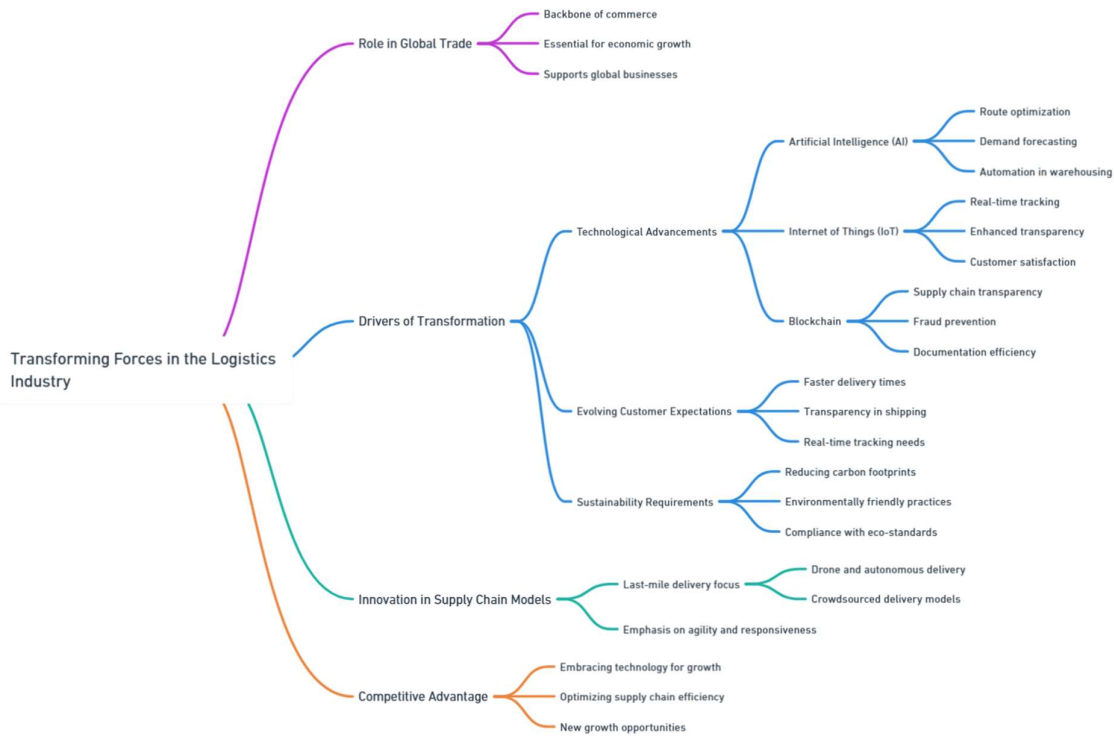 Transforming Forces in the Logistics
Industry
Role in Global Trade
Backbone of commerce
Essential for economic growth
Supports global businesses
Drivers of Transformation
Technological Advancements
Artificial Intelligence (AI)
Route optimization
Demand forecasting
Automation in warehousing
Internet of Things (IoT)
Real-time tracking
Enhanced transparency
Customer satisfaction
Blockchain
Supply chain transparency
Fraud prevention
Documentation efficiency
Evolving Customer Expectations
Faster delivery times
Transparency in shipping
Real-time tracking needs
Sustainability Requirements
Reducing carbon footprints
Environmentally friendly practices
Compliance with eco-standards
Innovation in Supply Chain Models
Last-mile delivery focus
Drone and autonomous delivery
Crowdsourced delivery models
Emphasis on agility and responsiveness
Competitive Advantage
Embracing technology for growth
Optimizing supply chain efficiency
New growth opportunities